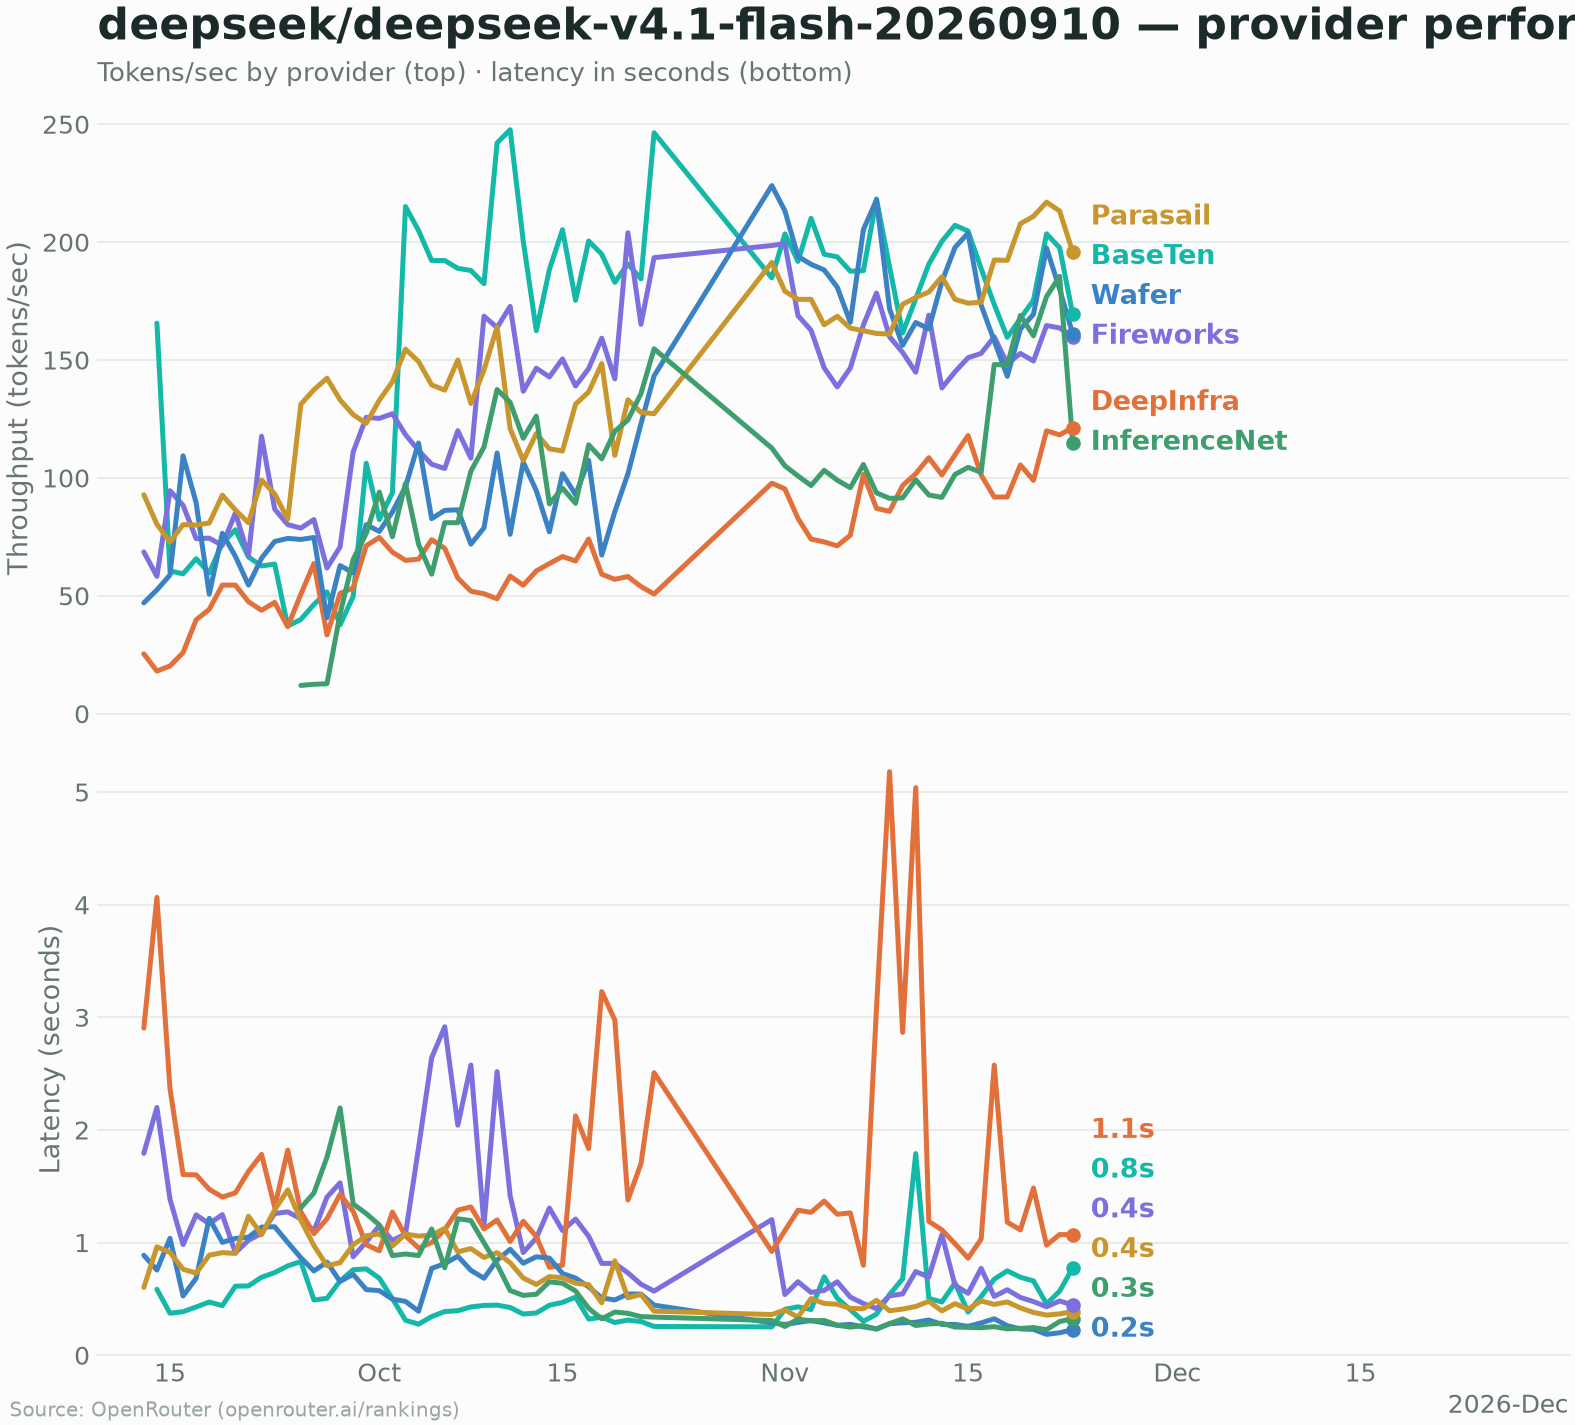 deepseek/deepseek-v4.1-flash-20260910 — provider perfor
Tokens/sec by provider (top) · latency in seconds (bottom)
Throughput (tokens/sec)
250
200
150
100
50
0
Parasail
BaseTen
Wafer
Fireworks
DeepInfra
InferenceNet
Latency (seconds)
5
4
3
2
1
0
1.1s
0.8s
0.4s
0.4s
0.3s
0.2s
15
Oct
15
Nov
15
Dec
15
2026-Dec
Source: OpenRouter (openrouter.ai/rankings)